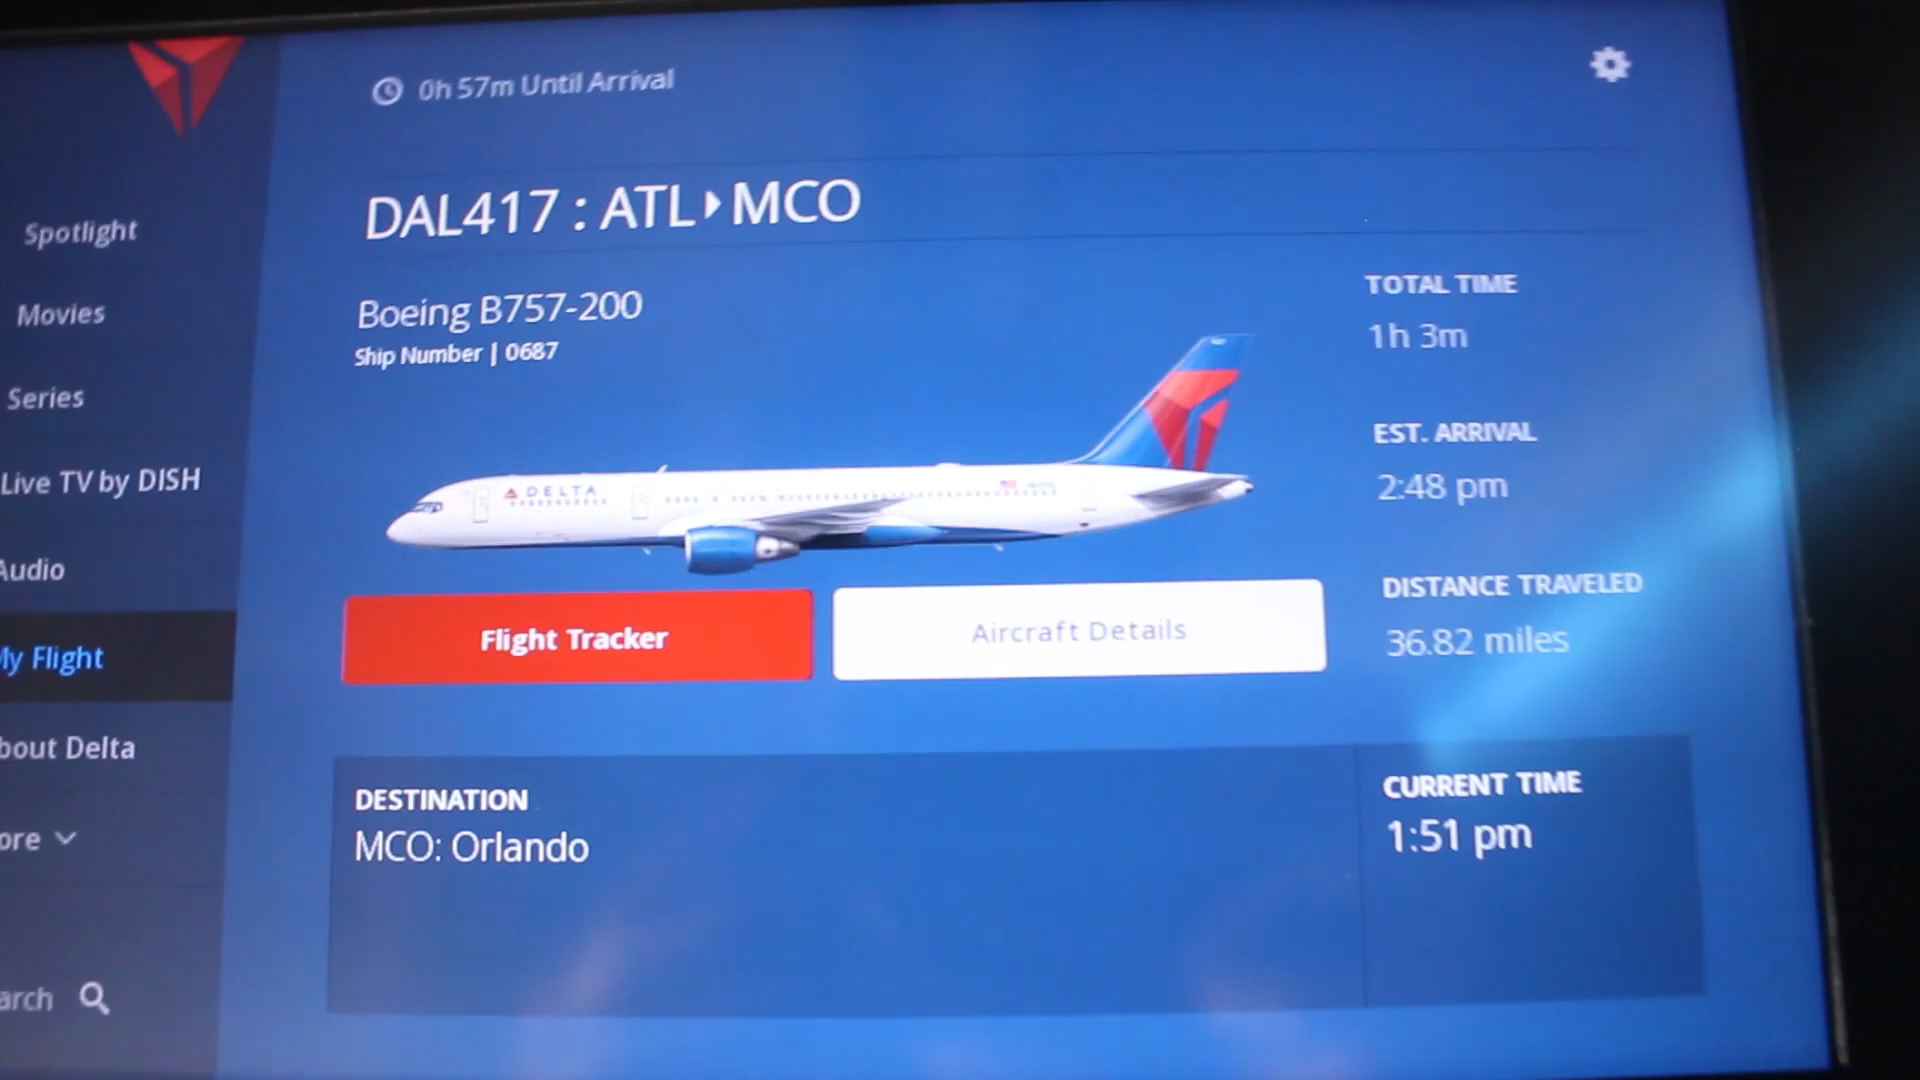 0h 57m Until Arrival
DAL417 : ATL MCO
Boeing B757-200
Ship Number | 0687
DELTA
TOTAL TIME
1h 3m
EST. ARRIVAL
2:48 pm
DISTANCE TRAVELED
36.82 miles
Flight Tracker
Aircraft Details
DESTINATION
MCO: Orlando
CURRENT TIME
1:51 pm
Spotlight
Movies
Series
Live TV by DISH
Audio
My Flight
bout Delta
ore
arch